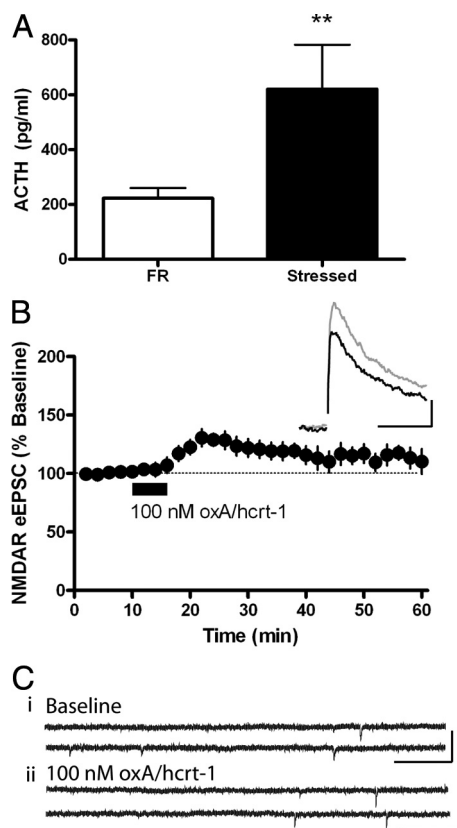 A
**
800
600
400
200
0
ACTH (pg/ml)
FR
Stressed
B
200
150
100
50
0
NMDAR eEPSC (% Baseline)
100 nM oxA/hcrt-1
0
10
20
30
40
50
60
Time (min)
C
i Baseline
ii 100 nM oxA/hcrt-1